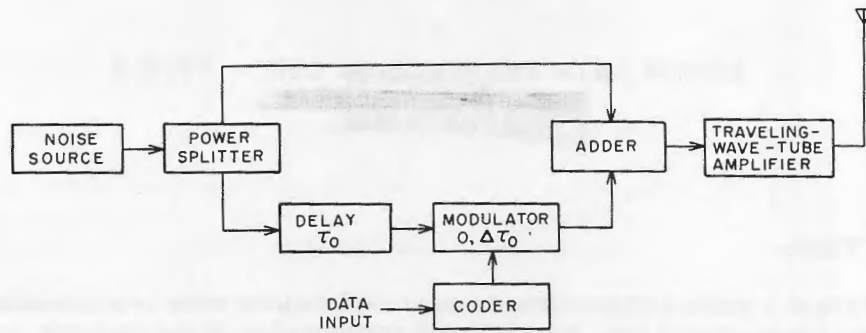 NOISE
SOURCE
POWER
SPLITTER
ADDER
TRAVELING-
WAVE-TUBE
AMPLIFIER
DELAY
τ0
MODULATOR
0, Δτ0
DATA
INPUT
CODER